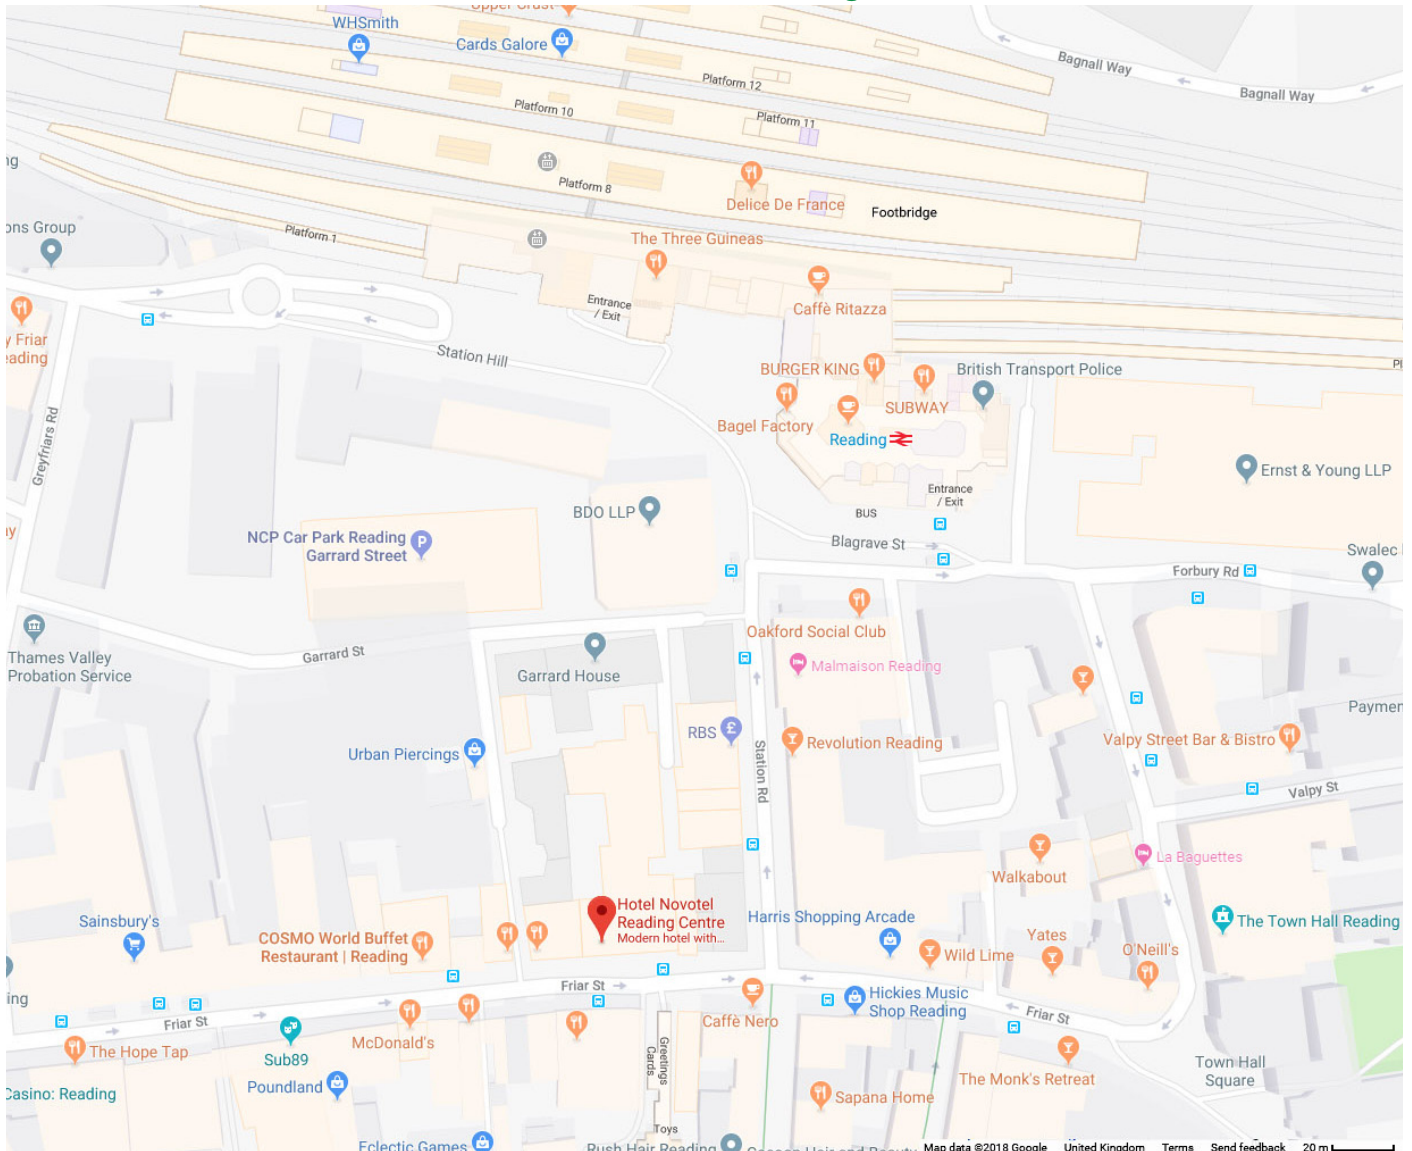 Upper Crust
WHSmith
Cards Galore
Bagnall Way
Bagnall Way
Platform 12
Platform 10
Platform 11
Platform 8
Delice De France
Footbridge
ons Group
Platform 1
The Three Guineas
Entrance
/ Exit
Caffè Ritazza
y Friar
eading
Station Hill
BURGER KING
SUBWAY
British Transport Police
Bagel Factory
Reading
Greyfriars Rd
Ernst & Young LLP
Entrance
/ Exit
BUS
BDO LLP
NCP Car Park Reading
Garrard Street
Blagrave St
Swalec
Forbury Rd
Oakford Social Club
Thames Valley
Probation Service
Garrard St
Garrard House
Malmaison Reading
RBS
Paymen
Urban Piercings
Revolution Reading
Valpy Street Bar & Bistro
Station Rd
Valpy St
La Baguettes
Walkabout
Hotel Novotel
Reading Centre
Modern hotel with...
Harris Shopping Arcade
The Town Hall Reading
Sainsbury's
COSMO World Buffet
Restaurant | Reading
Wild Lime
Yates
O'Neill's
ing
Friar St
Hickies Music
Shop Reading
Friar St
Friar St
Caffè Nero
The Hope Tap
Sub89
McDonald's
Greetings
Cards
Town Hall
Square
Casino: Reading
Poundland
The Monk's Retreat
Sapana Home
Toys
Eclectic Games
Rush Hair Reading
Map data ©2018 Google United Kingdom Terms Send feedback 20 m